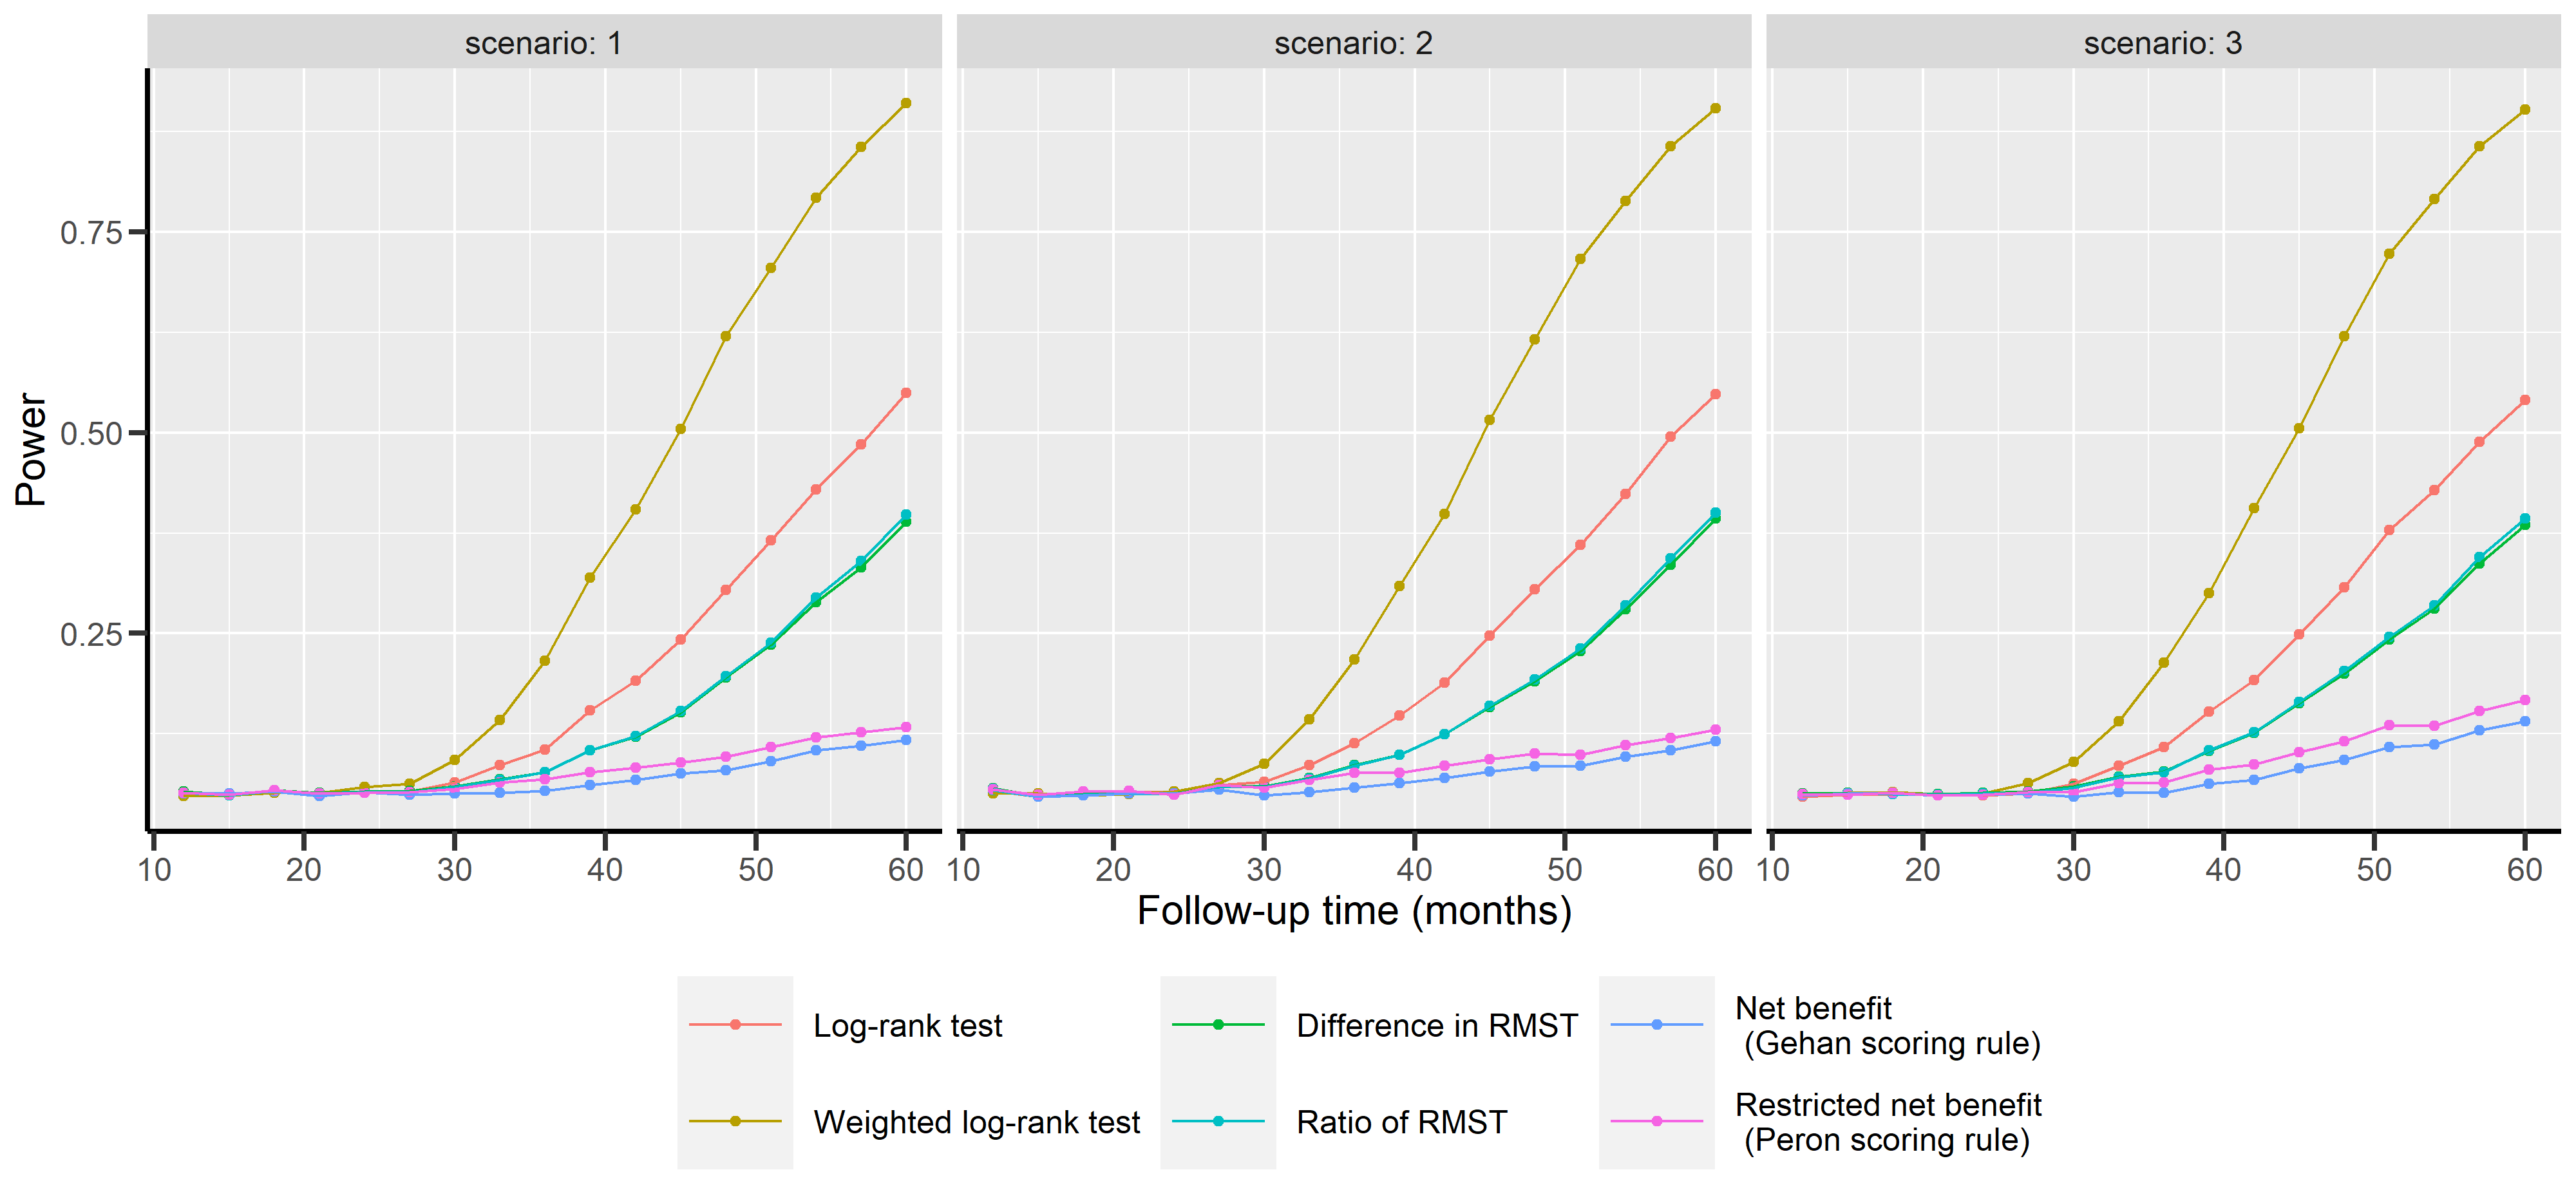 scenario: 1
scenario: 2
scenario: 3
Power
0.75
0.50
0.25
10 20 30 40 50 60
10 20 30 40 50 60
10 20 30 40 50 60
Follow-up time (months)
Log-rank test
Weighted log-rank test
Difference in RMST
Ratio of RMST
Net benefit
(Gehan scoring rule)
Restricted net benefit
(Peron scoring rule)